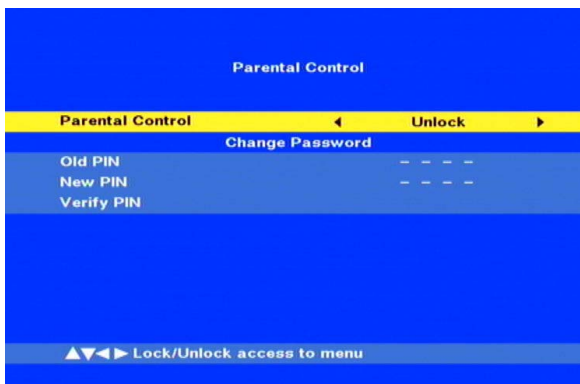 Parental Control
Parental Control ◀ Unlock ▶
Change Password
Old PIN – – – –
New PIN – – – –
Verify PIN
▲▼◀ ▶ Lock/Unlock access to menu